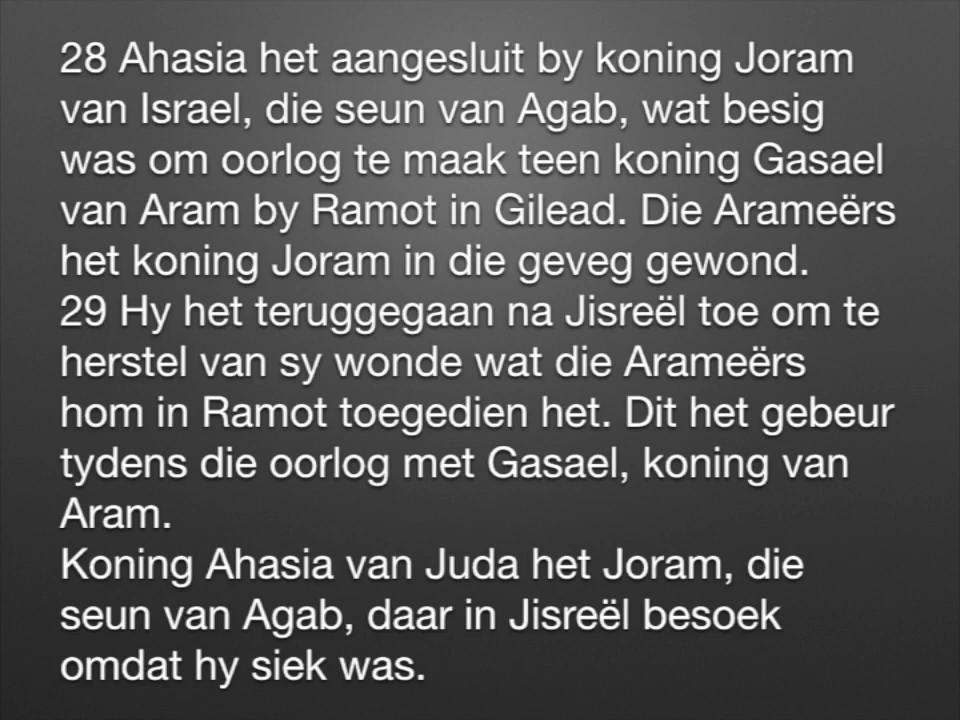 28 Ahasia het aangesluit by koning Joram
van Israel, die seun van Agab, wat besig
was om oorlog te maak teen koning Gasael
van Aram by Ramot in Gilead. Die Arameërs
het koning Joram in die geveg gewond.
29 Hy het teruggegaan na Jisreël toe om te
herstel van sy wonde wat die Arameërs
hom in Ramot toegedien het. Dit het gebeur
tydens die oorlog met Gasael, koning van
Aram.
Koning Ahasia van Juda het Joram, die
seun van Agab, daar in Jisreël besoek
omdat hy siek was.